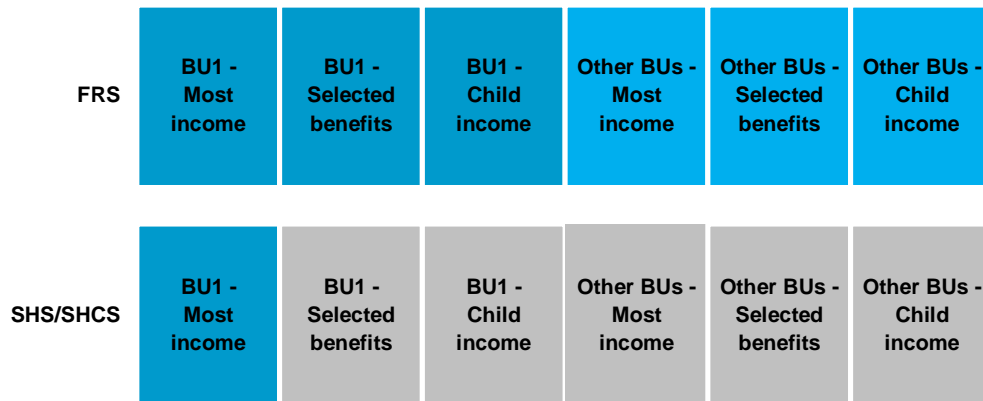 FRS
BU1 -
Most
income
BU1 -
Selected
benefits
BU1 -
Child
income
Other BUs -
Most
income
Other BUs -
Selected
benefits
Other BUs -
Child
income
SHS/SHCS
BU1 -
Most
income
BU1 -
Selected
benefits
BU1 -
Child
income
Other BUs -
Most
income
Other BUs -
Selected
benefits
Other BUs -
Child
income